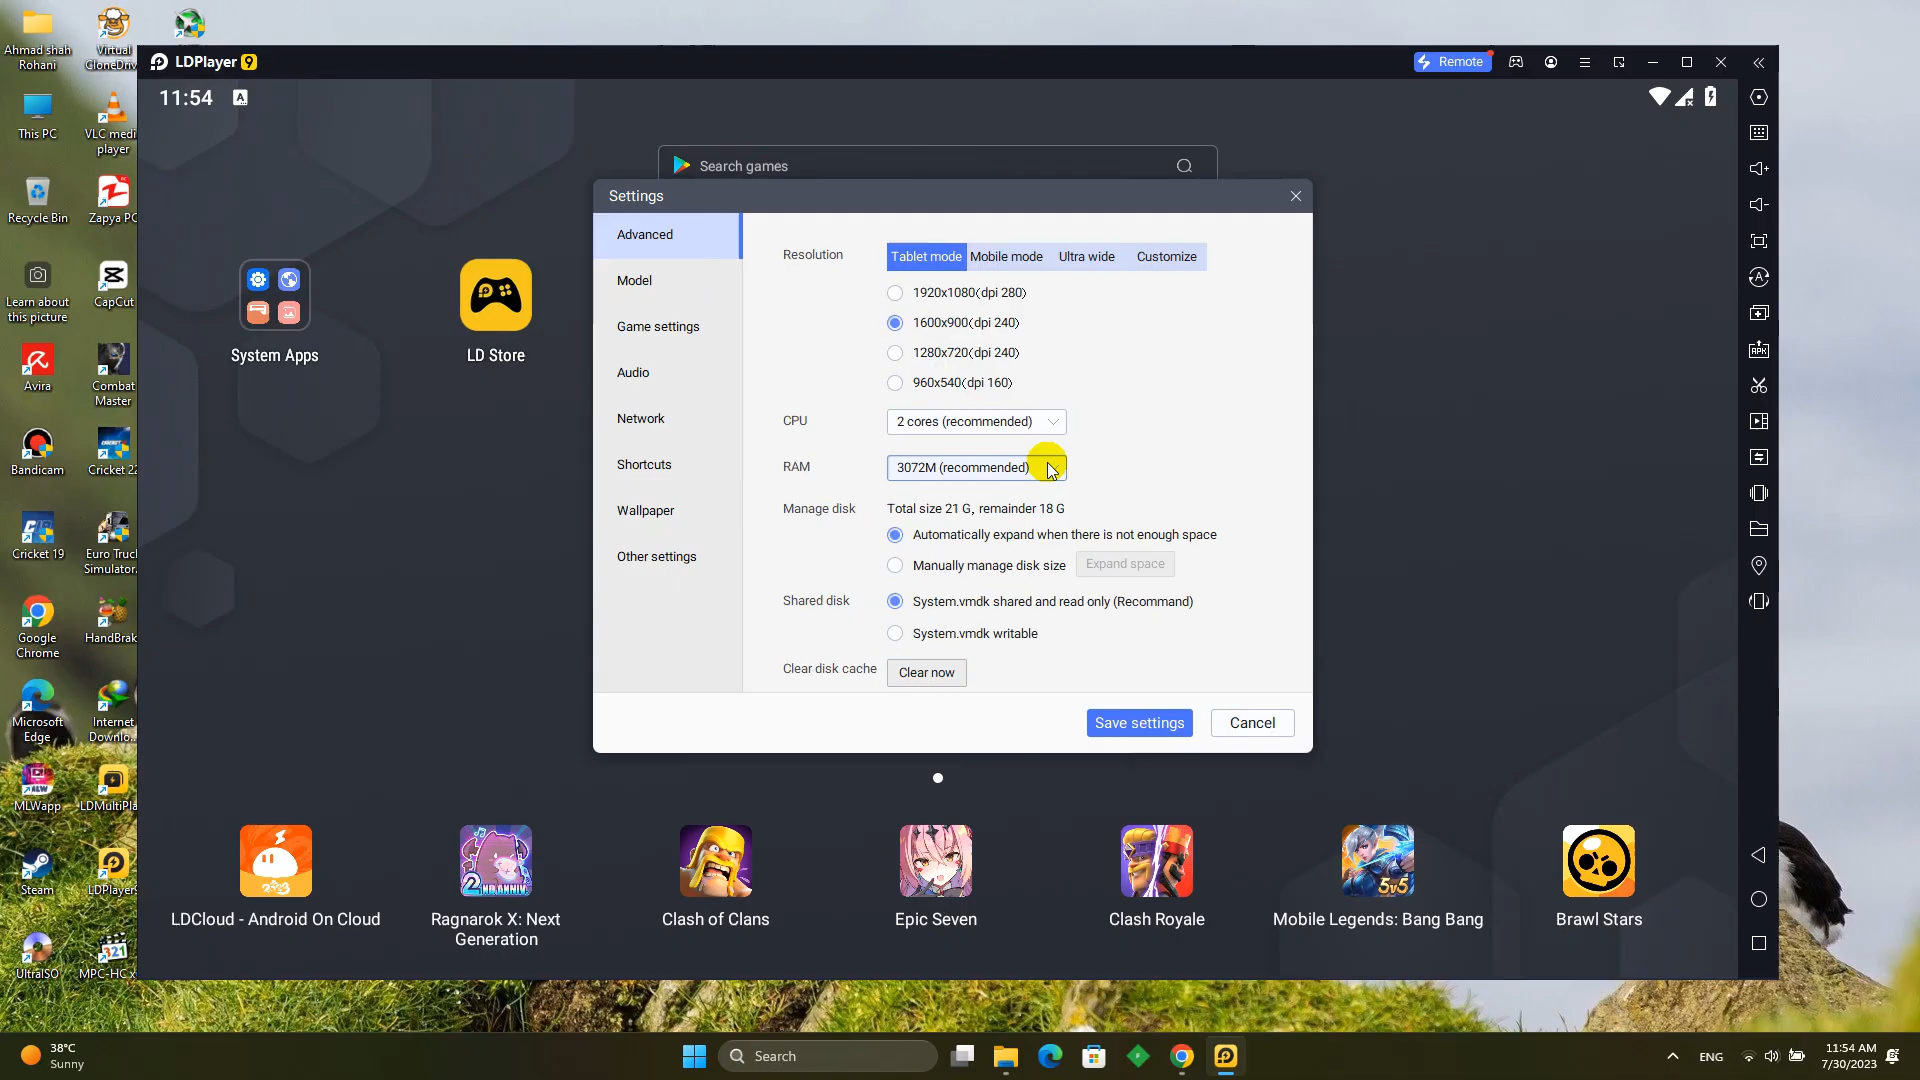 Ahmad shah
Rohani
Virtual
CloneDriv
This PC
VLC medi
player
Recycle Bin
Zapya PC
Learn about
this picture
CapCut
Avira
Combat
Master
Bandicam
Cricket 22
Cricket 19
Euro Truc
Simulator.
Google
Chrome
HandBrak
Microsoft
Edge
Internet
Downlo...
MLWapp
LDMultiPla
Steam
LDPlayer9
UltraISO
MPC-HC x
LDPlayer 9
Remote
11:54 A
Search games
System Apps
LD Store
Settings
Advanced
Model
Game settings
Audio
Network
Shortcuts
Wallpaper
Other settings
Resolution
Tablet mode
Mobile mode
Ultra wide
Customize
1920x1080(dpi 280)
1600x900(dpi 240)
1280x720(dpi 240)
960x540(dpi 160)
CPU
2 cores (recommended)
RAM
3072M (recommended)
Manage disk
Total size 21 G, remainder 18 G
Automatically expand when there is not enough space
Manually manage disk size
Expand space
Shared disk
System.vmdk shared and read only (Recommand)
System.vmdk writable
Clear disk cache
Clear now
Save settings
Cancel
APK
LDCloud - Android On Cloud
2ND ANNIV.
Ragnarok X: Next
Generation
Clash of Clans
Epic Seven
Clash Royale
5v5
Mobile Legends: Bang Bang
Brawl Stars
38°C
Sunny
Search
ENG
11:54 AM
7/30/2023